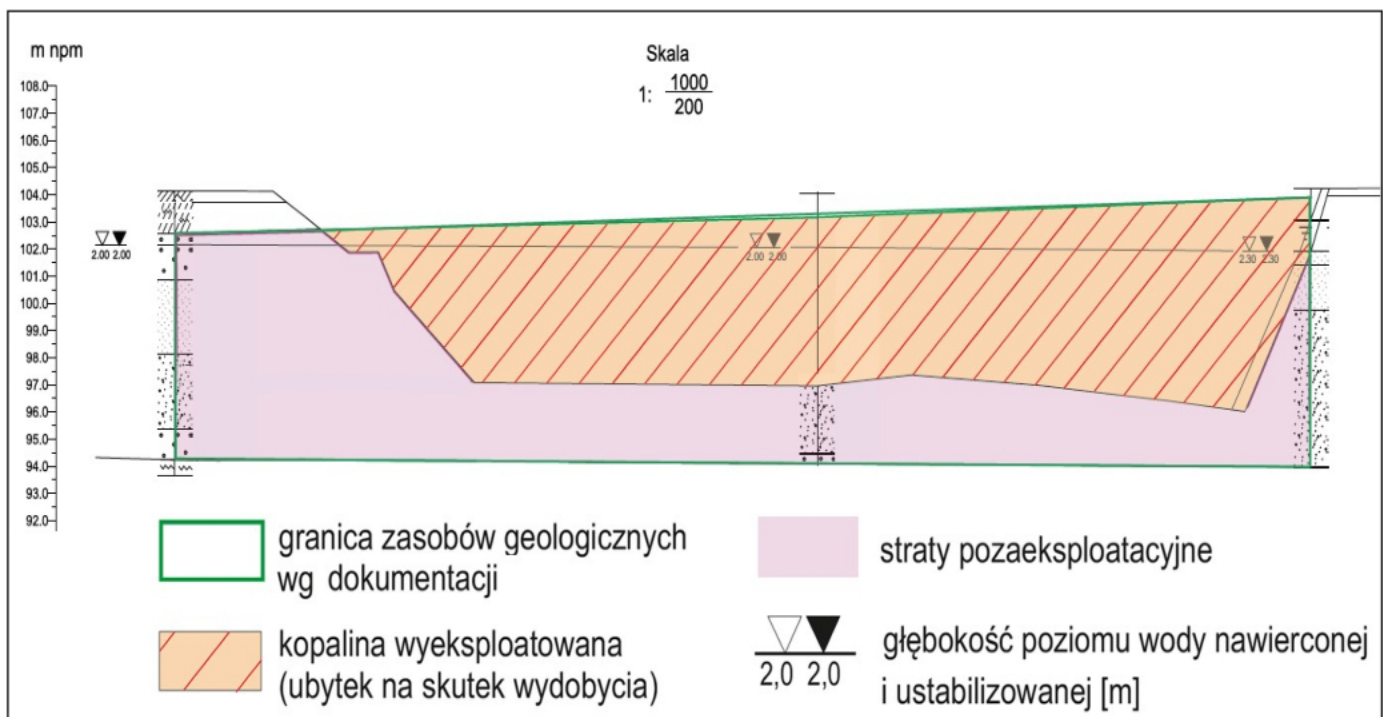 m npm
Skala
1: 1000
200
108.0
107.0
106.0
105.0
104.0
103.0
102.0
101.0
100.0
99.0
98.0
97.0
96.0
95.0
94.0
93.0
92.0
2.00 2.00
2.00 2.00
2.30 2.30
granica zasobów geologicznych
wg dokumentacji
straty pozaeksploatacyjne
kopalina wyeksploatowana
(ubytek na skutek wydobycia)
2,0 2,0
głębokość poziomu wody nawierconej
i ustabilizowanej [m]